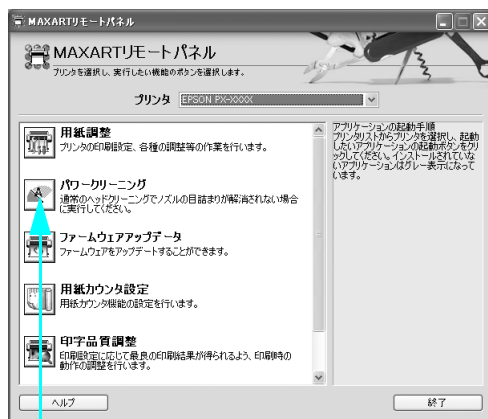 MAXARTリモートパネル
MAXARTリモートパネル
プリンタを選択し、実行したい機能のボタンを選択します。
プリンタ EPSON PX-XXXX
用紙調整
プリンタの印刷設定、各種の調整等の作業を行います。
パワークリーニング
通常のヘッドクリーニングでノズルの目詰まりが解消されない場合
に実行してください。
ファームウェアアップデータ
ファームウェアをアップデートすることができます。
用紙カウンタ設定
用紙カウンタ機能の設定を行います。
印字品質調整
印刷設定に応じて最良の印刷結果が得られるよう、印刷時の
動作の調整を行います。
アプリケーションの起動手順
プリンタリストからプリンタを選択し、起動
したいアプリケーションの起動ボタンをクリ
ックしてください。インストールされていな
いアプリケーションはグレー表示になって
います。
ヘルプ
終了